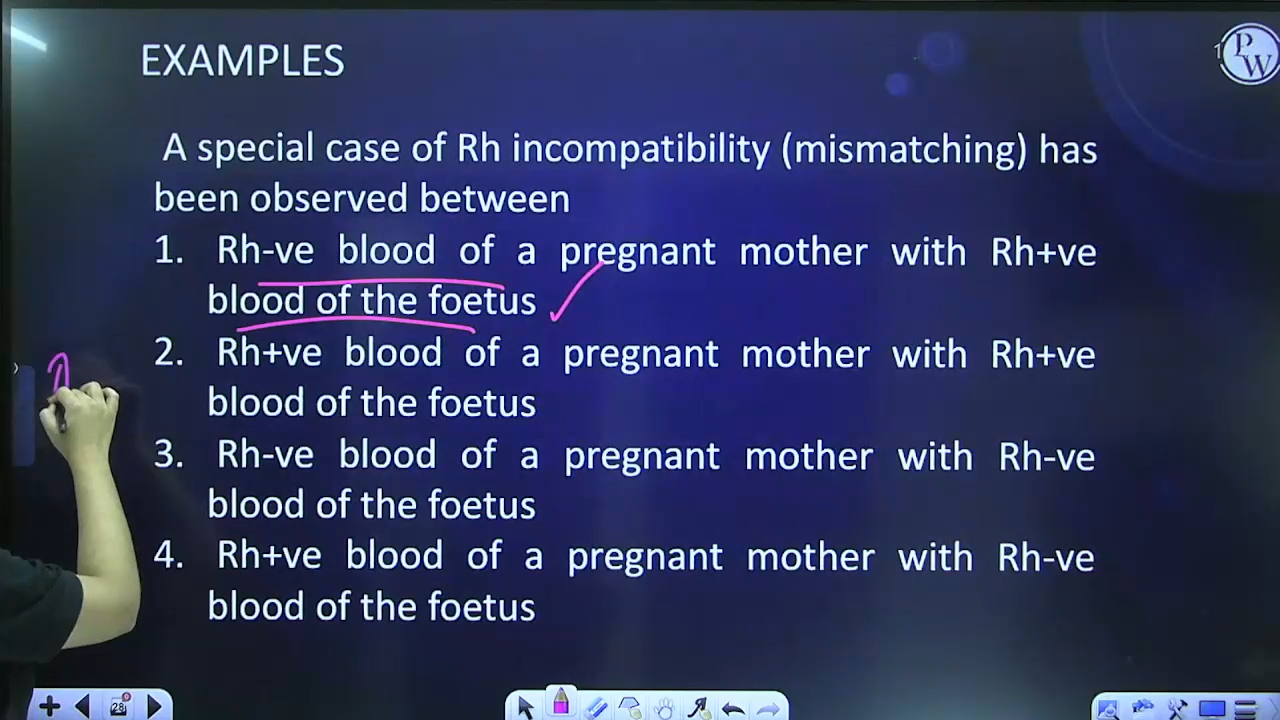 EXAMPLES
PW
A special case of Rh incompatibility (mismatching) has
been observed between
1. Rh-ve blood of a pregnant mother with Rh+ve
blood of the foetus
2. Rh+ve blood of a pregnant mother with Rh+ve
blood of the foetus
3. Rh-ve blood of a pregnant mother with Rh-ve
blood of the foetus
4. Rh+ve blood of a pregnant mother with Rh-ve
blood of the foetus
28